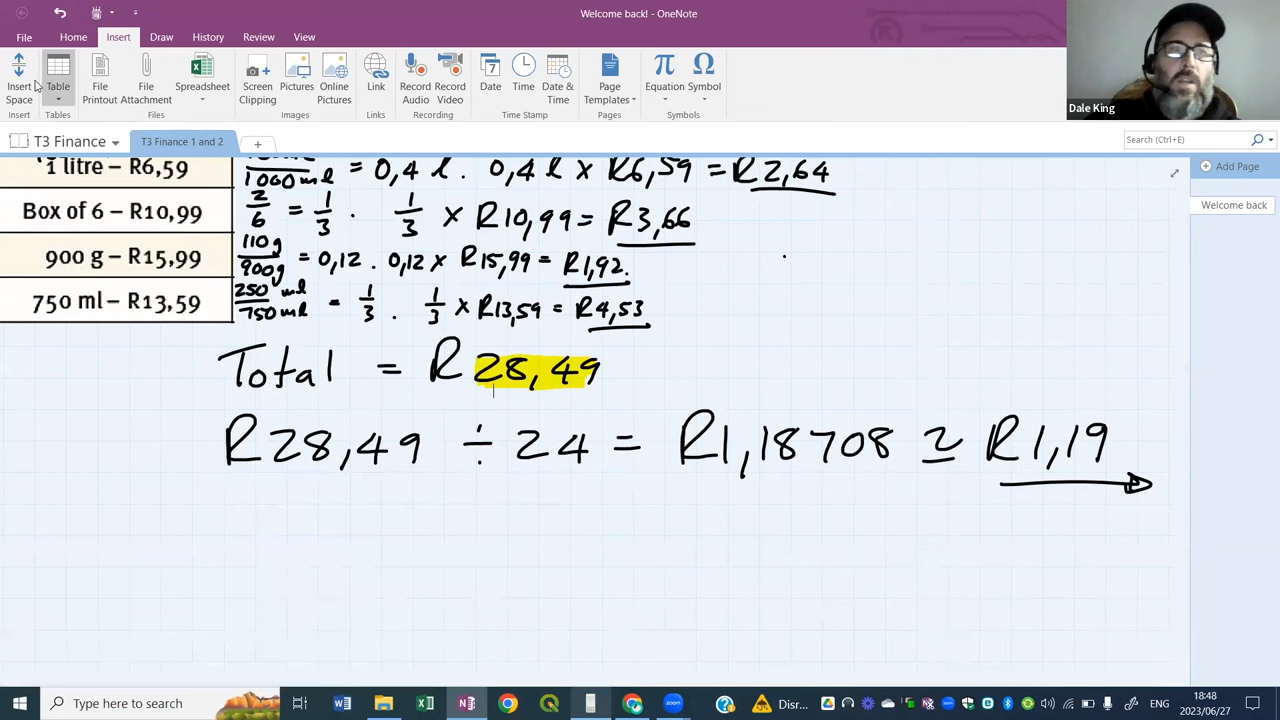 Welcome back! - OneNote
File Home Insert Draw History Review View
Insert Space
Table
File Printout
File Attachment
Spreadsheet
Screen Clipping
Pictures
Online Pictures
Link
Record Audio
Record Video
Date
Time
Date & Time
Page Templates
Equation
Symbol
Insert Tables Files Images Links Recording Time Stamp Pages Symbols
Dale King
T3 Finance
T3 Finance 1 and 2
Search (Ctrl+E)
Add Page
Welcome back
1 litre – R6,59
1000ml = 0,4 l . 0,4 l × R6,59 = R2,64
Box of 6 – R10,99
2/6 = 1/3 . 1/3 × R10,99 = R3,66
900 g – R15,99
110g/900g = 0,12 . 0,12 × R15,99 = R1,92.
750 ml – R13,59
250 ml/750 ml = 1/3 . 1/3 × R13,59 = R4,53
Total = R28,49
R28,49 ÷ 24 = R1,18708 ≃ R1,19
Type here to search
Disr...
ENG
18:48
2023/06/27